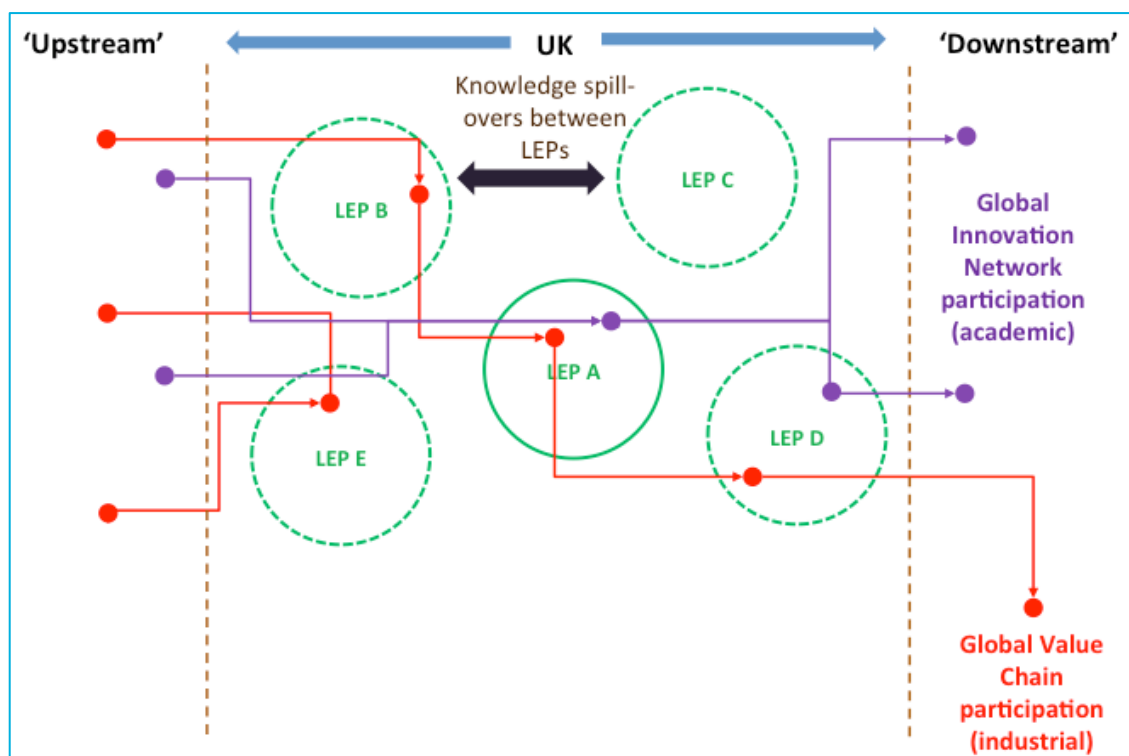 ‘Upstream’
UK
‘Downstream’
Knowledge spill-
overs between
LEPs
LEP B
LEP C
Global
Innovation
Network
participation
(academic)
LEP A
LEP D
LEP E
Global Value
Chain
participation
(industrial)